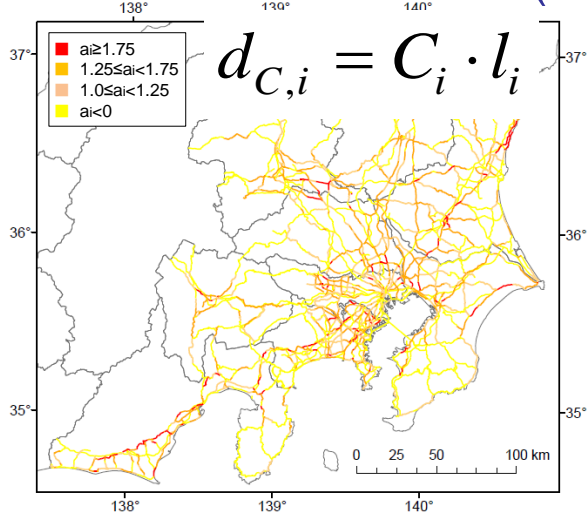 138° 139° 140°
37° 37°
ai≥1.75
1.25≤ai<1.75
1.0≤ai<1.25
ai<0
d_{C,i} = C_i · l_i
36° 36°
35° 35°
0 25 50 100 km
138° 139° 140°